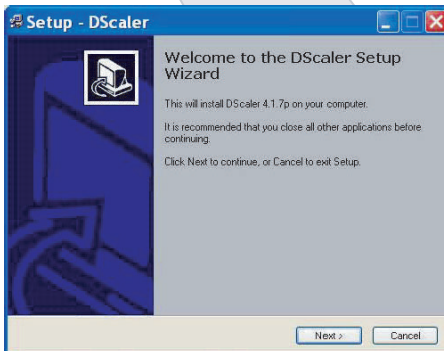 Setup - DScaler
Welcome to the DScaler Setup
Wizard
This will install DScaler 4.1.7p on your computer.
It is recommended that you close all other applications before
continuing.
Click Next to continue, or Cancel to exit Setup.
Next >
Cancel